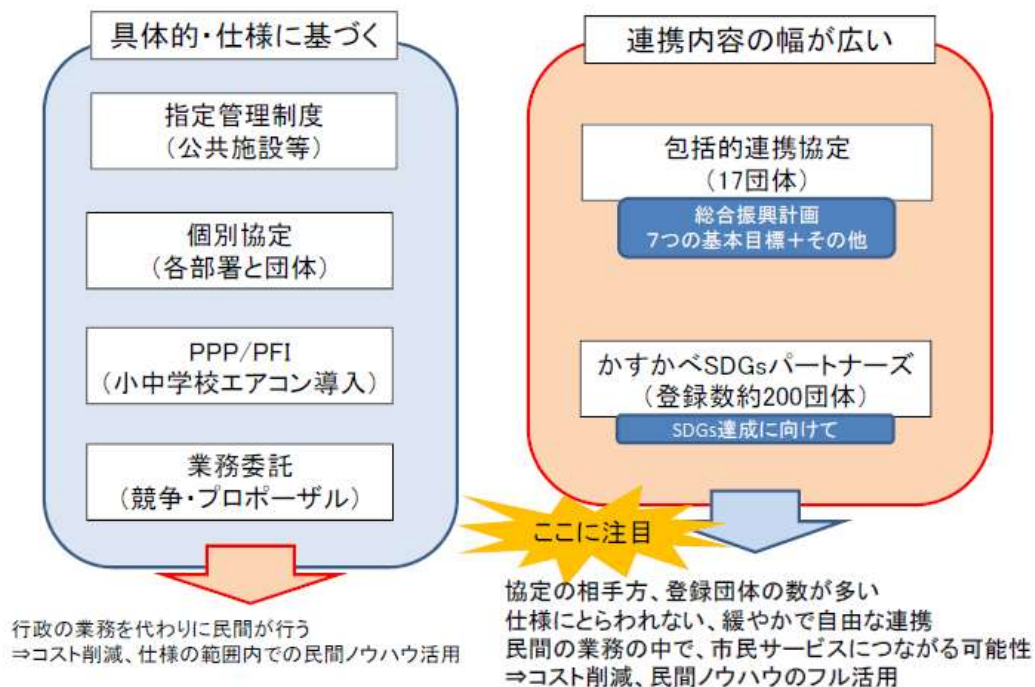 具体的・仕様に基づく
指定管理制度
（公共施設等）
個別協定
（各部署と団体）
PPP/PFI
（小中学校エアコン導入）
業務委託
（競争・プロポーザル）
行政の業務を代わりに民間が行う
⇒コスト削減、仕様の範囲内での民間ノウハウ活用
連携内容の幅が広い
包括的連携協定
（17団体）
総合振興計画
７つの基本目標＋その他
かすかべSDGsパートナーズ
（登録数約200団体）
SDGs達成に向けて
ここに注目
協定の相手方、登録団体の数が多い
仕様にとらわれない、緩やかで自由な連携
民間の業務の中で、市民サービスにつながる可能性
⇒コスト削減、民間ノウハウのフル活用